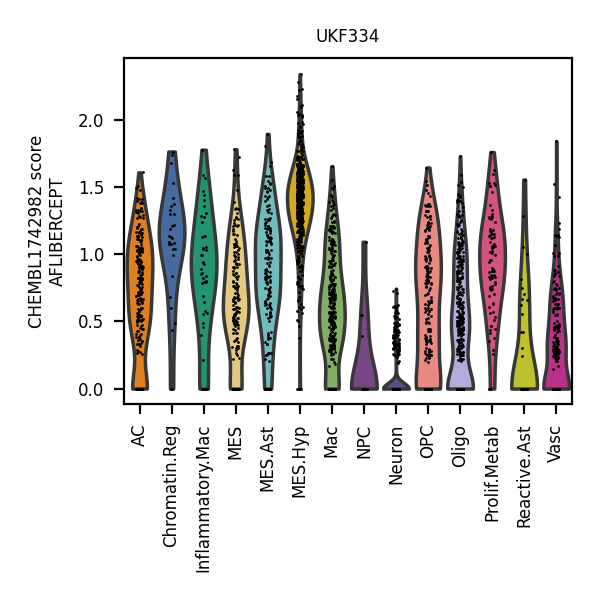 UKF334
CHEMBL1742982 score
AFLIBERCEPT
2.0
1.5
1.0
0.5
0.0
AC
Chromatin.Reg
Inflammatory.Mac
MES
MES.Ast
MES.Hyp
Mac
NPC
Neuron
OPC
Oligo
Prolif.Metab
Reactive.Ast
Vasc